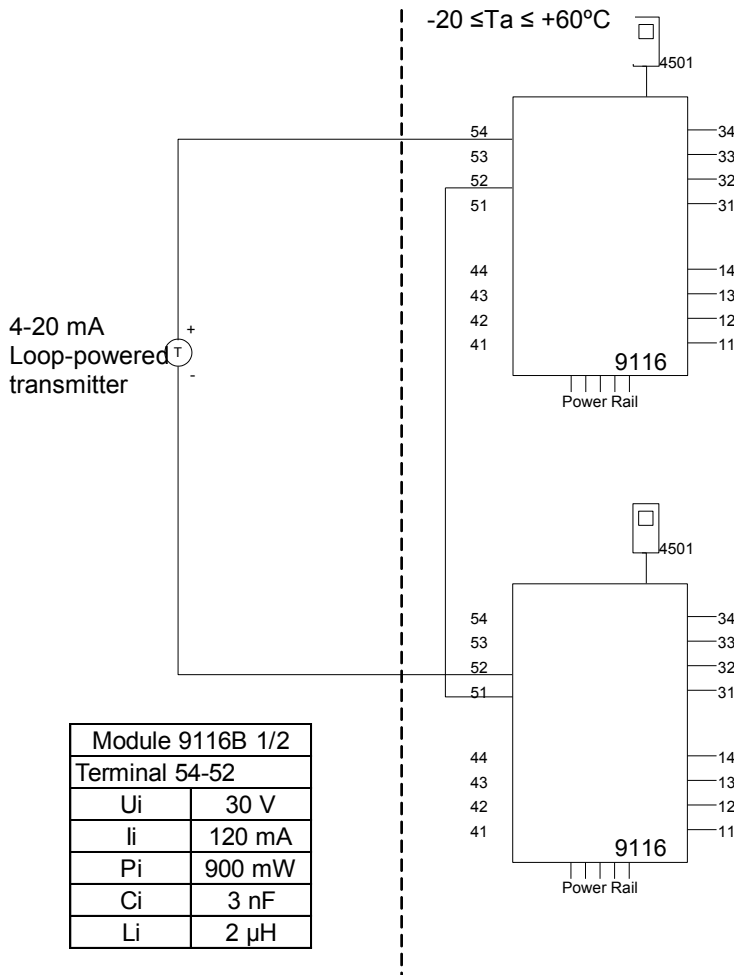 -20 ≤Ta ≤ +60ºC
4501
54
53
52
51
44
43
42
41
34
33
32
31
14
13
12
11
9116
Power Rail
4-20 mA
Loop-powered
transmitter
+
T
-
4501
54
53
52
51
44
43
42
41
34
33
32
31
14
13
12
11
9116
Power Rail
Module 9116B 1/2
Terminal 54-52
Ui 30 V
Ii 120 mA
Pi 900 mW
Ci 3 nF
Li 2 µH